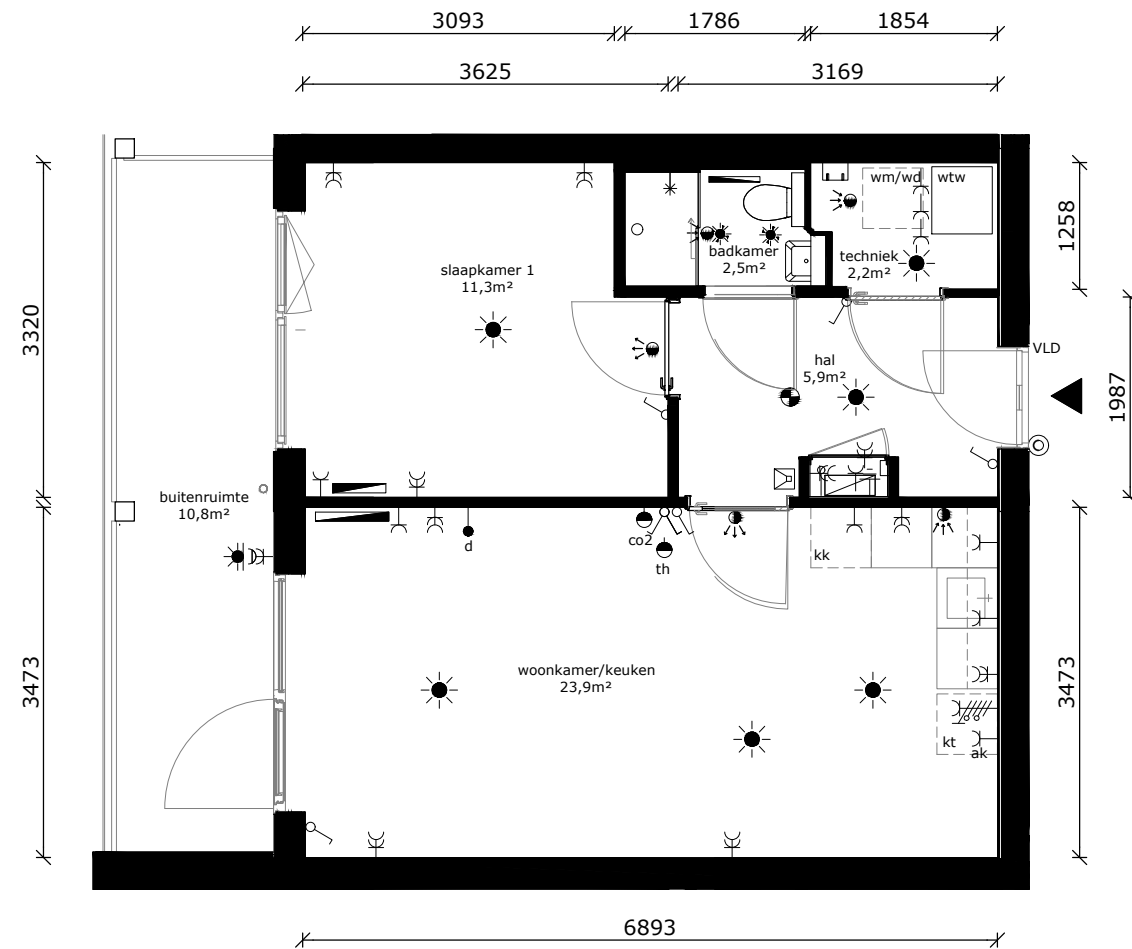 3093 1786 1854
3625 3169
wm/wd wtw
1258
badkamer
2,5m²
techniek
2,2m²
slaapkamer 1
11,3m²
3320
VLD
hal
5,9m²
1987
buitenruimte
10,8m²
co2
d
th
kk
woonkamer/keuken
23,9m²
3473
3473
kt
ak
6893